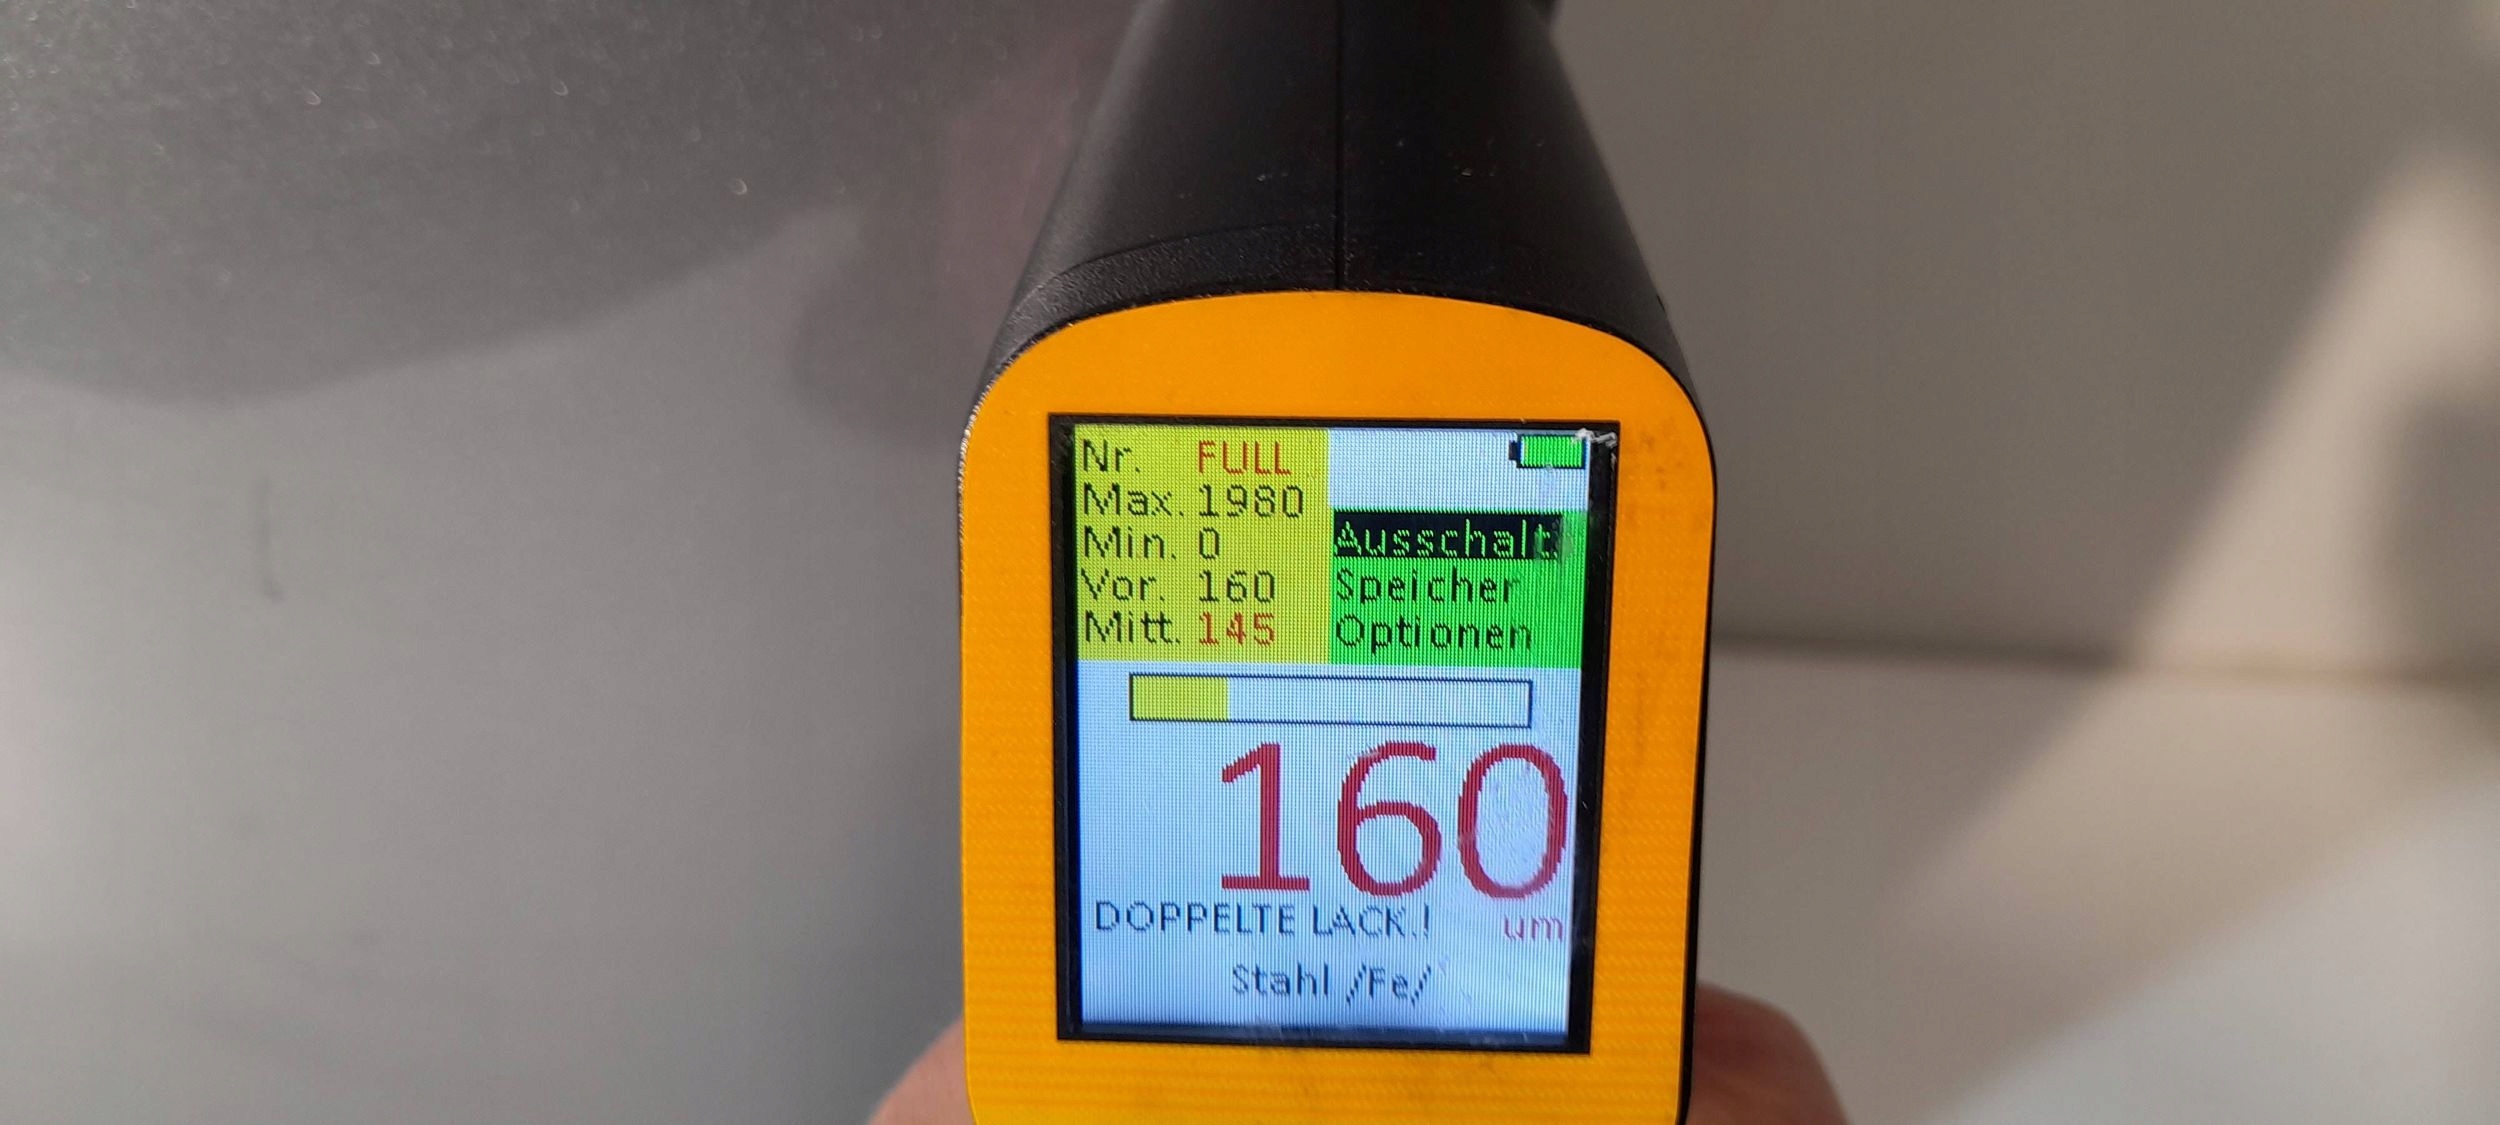 Nr. FULL
Max. 1980
Min. 0
Vor. 160
Mitt. 145
Ausschalt.
Speicher
Optionen
160
DOPPELTE LACK.! um
Stahl /Fe/